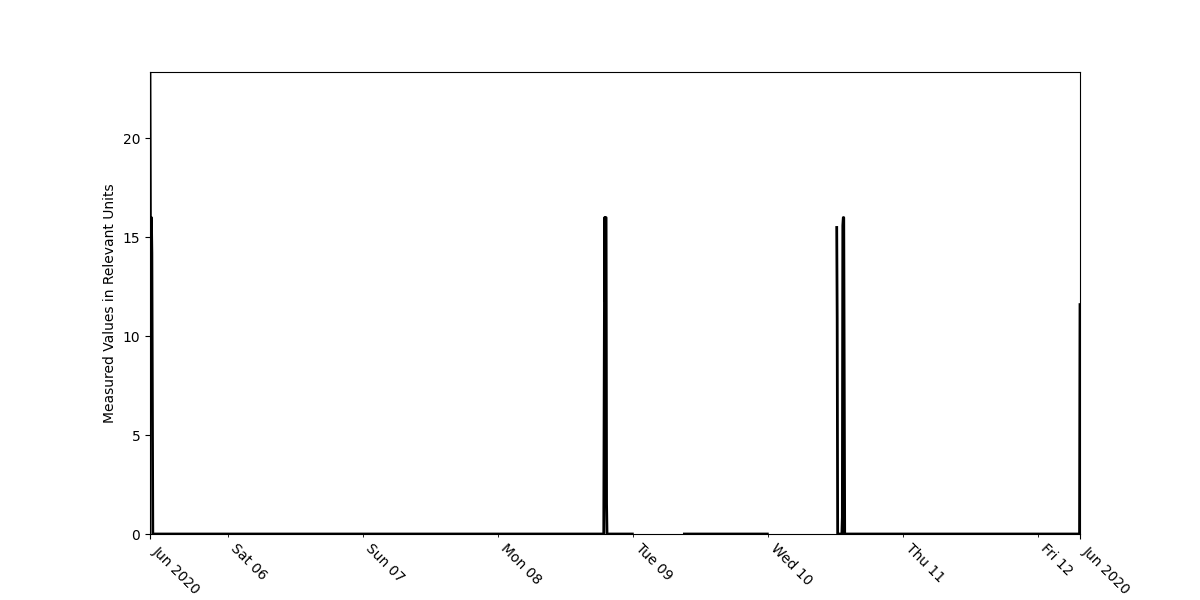 20
15
10
5
0
Measured Values in Relevant Units
Jun 2020
Sat 06
Sun 07
Mon 08
Tue 09
Wed 10
Thu 11
Fri 12
Jun 2020